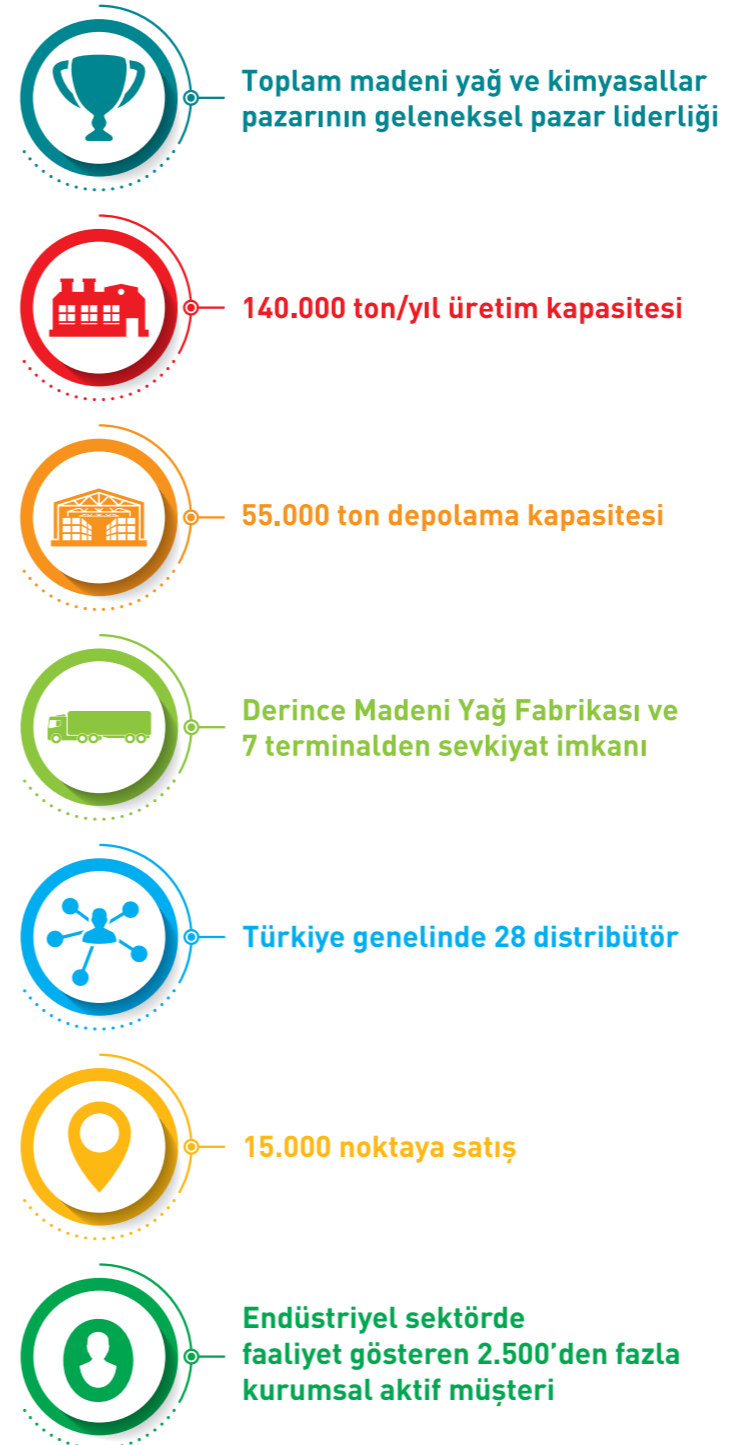 Toplam madeni yağ ve kimyasallar
pazarının geleneksel pazar liderliği
140.000 ton/yıl üretim kapasitesi
55.000 ton depolama kapasitesi
Derince Madeni Yağ Fabrikası ve
7 terminalden sevkiyat imkanı
Türkiye genelinde 28 distribütör
15.000 noktaya satış
Endüstriyel sektörde
faaliyet gösteren 2.500’den fazla
kurumsal aktif müşteri